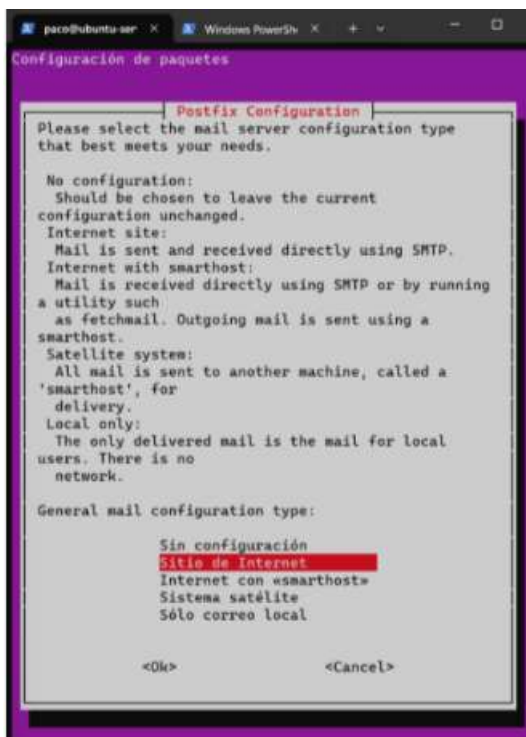 paco@ubuntu-ser
Windows PowerSh
Configuración de paquetes
Postfix Configuration
Please select the mail server configuration type
that best meets your needs.
No configuration:
Should be chosen to leave the current
configuration unchanged.
Internet site:
Mail is sent and received directly using SMTP.
Internet with smarthost:
Mail is received directly using SMTP or by running
a utility such
as fetchmail. Outgoing mail is sent using a
smarthost.
Satellite system:
All mail is sent to another machine, called a
'smarthost', for
delivery.
Local only:
The only delivered mail is the mail for local
users. There is no
network.
General mail configuration type:
Sin configuración
Sitio de Internet
Internet con «smarthost»
Sistema satélite
Sólo correo local
<Ok> <Cancel>